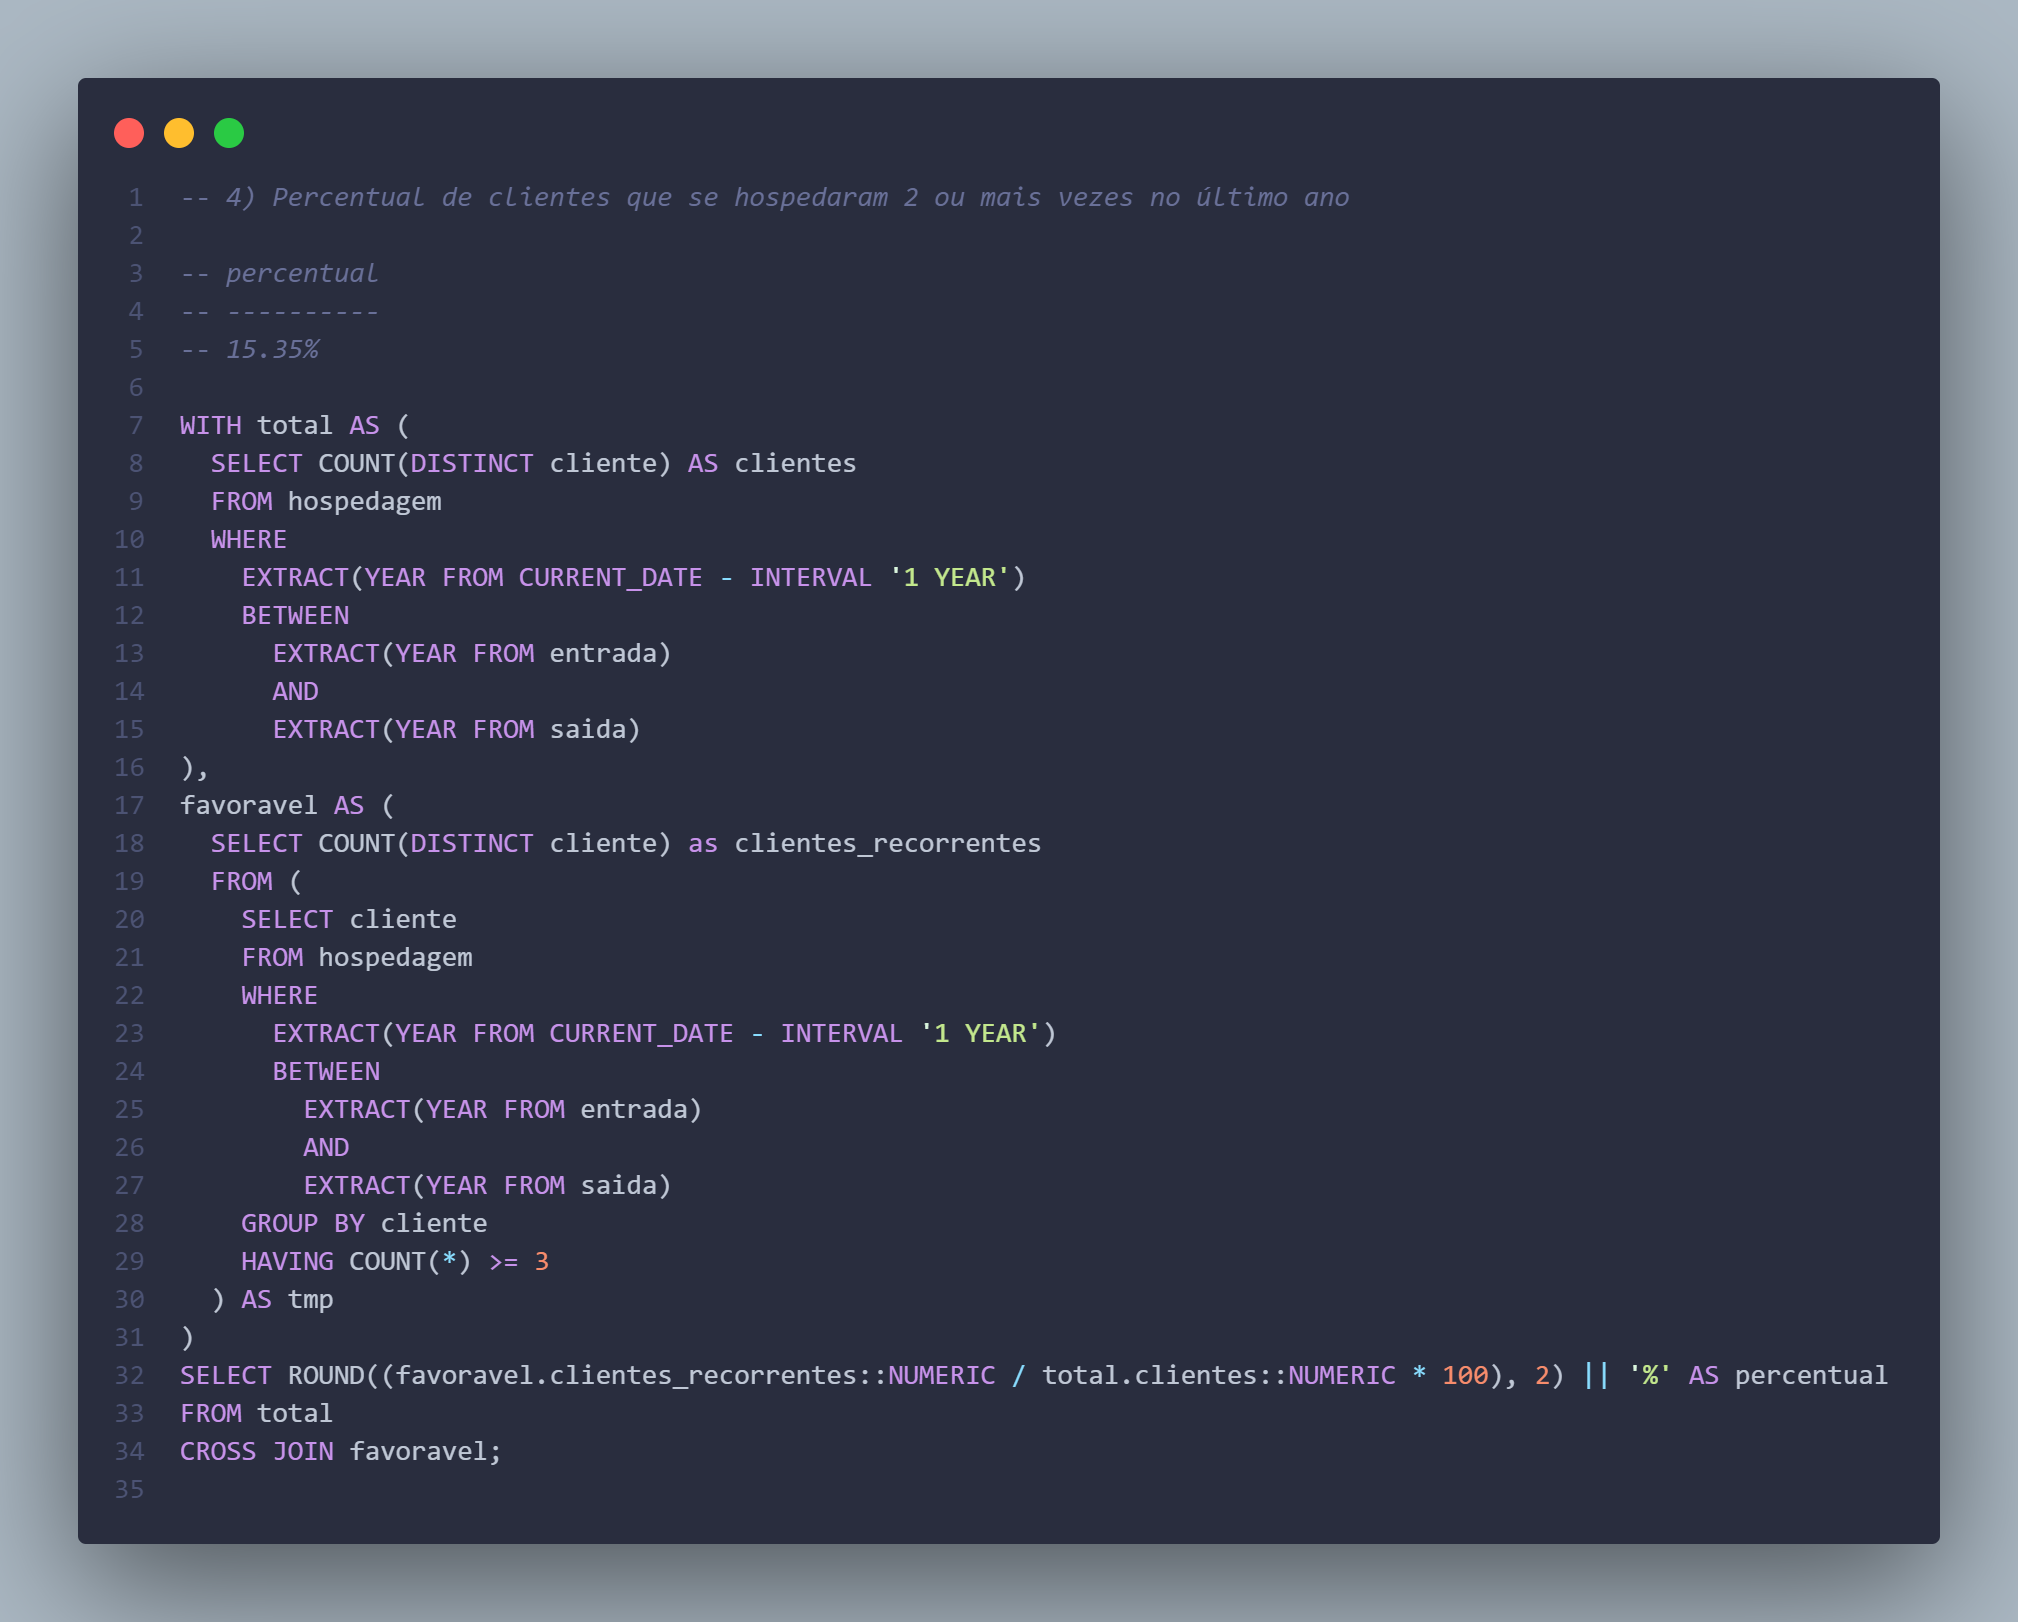 1 -- 4) Percentual de clientes que se hospedaram 2 ou mais vezes no último ano
2
3 -- percentual
4 -- ----------
5 -- 15.35%
6
7 WITH total AS (
8   SELECT COUNT(DISTINCT cliente) AS clientes
9   FROM hospedagem
10   WHERE
11     EXTRACT(YEAR FROM CURRENT_DATE - INTERVAL '1 YEAR')
12     BETWEEN
13       EXTRACT(YEAR FROM entrada)
14       AND
15       EXTRACT(YEAR FROM saida)
16 ),
17 favoravel AS (
18   SELECT COUNT(DISTINCT cliente) as clientes_recorrentes
19   FROM (
20     SELECT cliente
21     FROM hospedagem
22     WHERE
23       EXTRACT(YEAR FROM CURRENT_DATE - INTERVAL '1 YEAR')
24       BETWEEN
25         EXTRACT(YEAR FROM entrada)
26         AND
27         EXTRACT(YEAR FROM saida)
28     GROUP BY cliente
29     HAVING COUNT(*) >= 3
30   ) AS tmp
31 )
32 SELECT ROUND((favoravel.clientes_recorrentes::NUMERIC / total.clientes::NUMERIC * 100), 2) || '%' AS percentual
33 FROM total
34 CROSS JOIN favoravel;
35